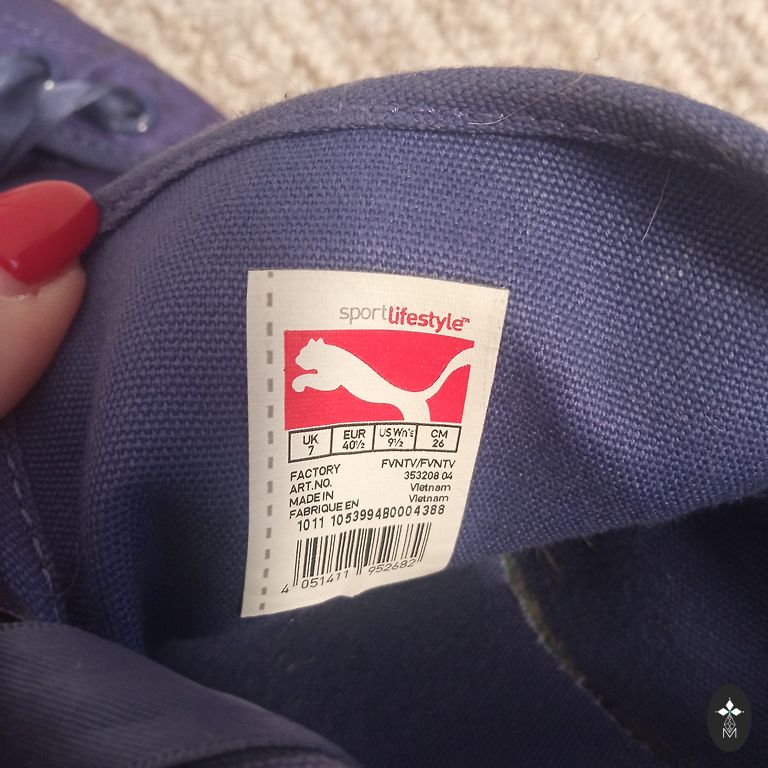 sportlifestyle™
UK EUR US Wn's CM
7 40½ 9½ 26
FACTORY FVNTV/FVNTV
ART.NO. 353208 04
MADE IN Vietnam
FABRIQUE EN Vietnam
1011 1053994B0004388
4 051411 952682
M